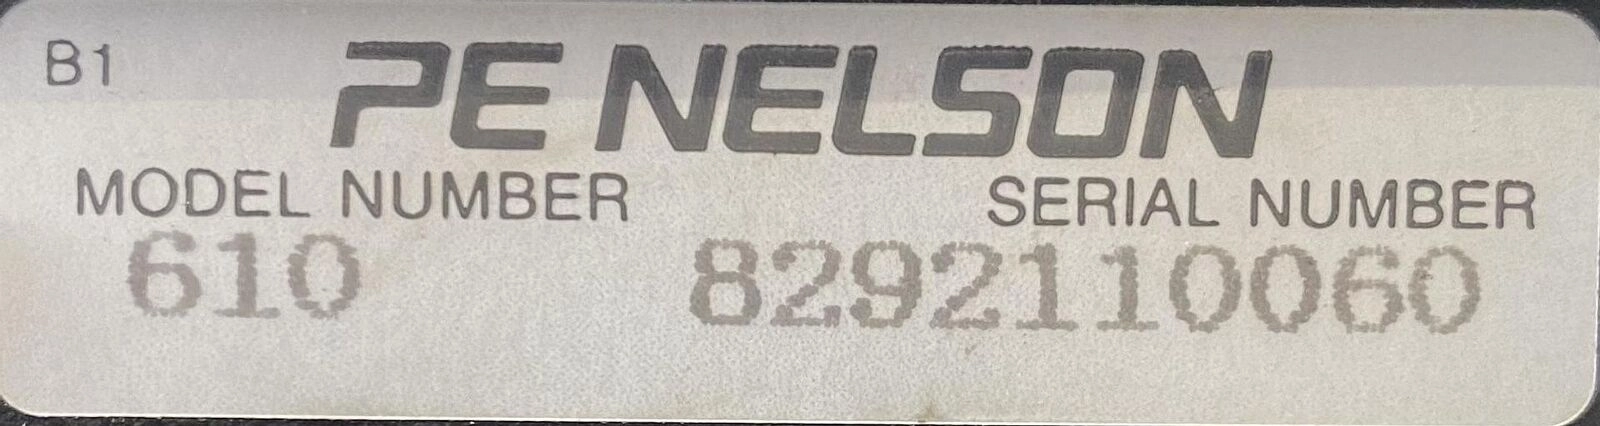 B1 PE NELSON
MODEL NUMBER SERIAL NUMBER
610 8292110060